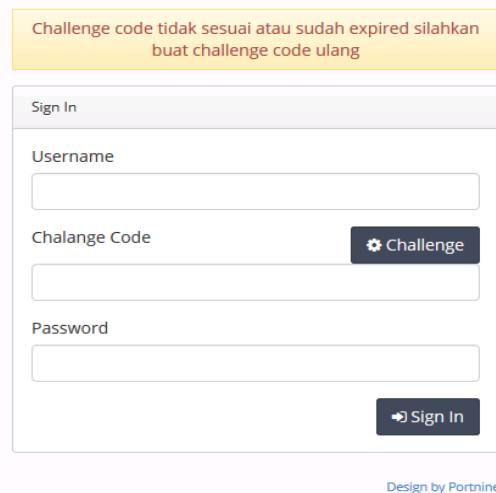 Challenge code tidak sesuai atau sudah expired silahkan
buat challenge code ulang
Sign In
Username
Chalange Code
Challenge
Password
Sign In
Design by Portnine